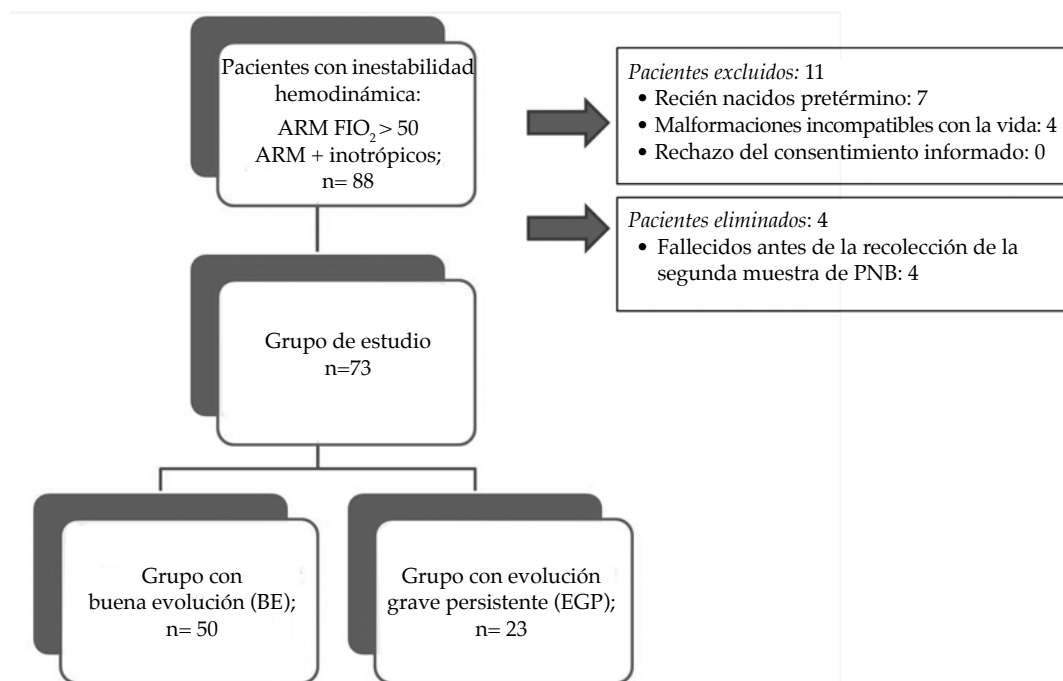 Pacientes con inestabilidad
hemodinámica:
ARM FIO₂ > 50
ARM + inotrópicos;
n= 88
Pacientes excluidos: 11
• Recién nacidos pretérmino: 7
• Malformaciones incompatibles con la vida: 4
• Rechazo del consentimiento informado: 0
Pacientes eliminados: 4
• Fallecidos antes de la recolección de la
segunda muestra de PNB: 4
Grupo de estudio
n=73
Grupo con
buena evolución (BE);
n= 50
Grupo con evolución
grave persistente (EGP);
n= 23